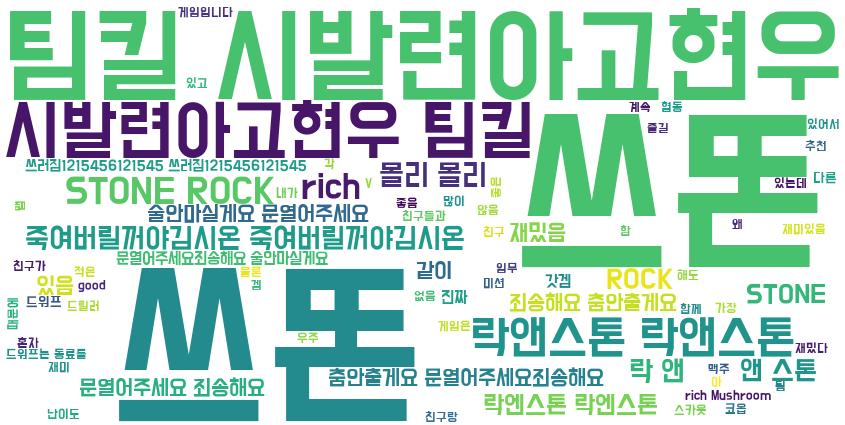 게임입니다
팀킬 시발련아고현우
있고
시발련아고현우 팀킬
계속 협동
즐길
쯔돈
있어서
추천
왜
쓰러짐1215456121545 쓰러짐1215456121545
각
몰리 몰리
STONE ROCK
내가
rich
V
좋음
많이
많음
있는데
다른
술안마실게요 문열어주세요
친구들과
친구
재밌음
함
재미있음
죽여버릴꺼야김시온 죽여버릴꺼야김시온
문열어주세요죄송해요 술안마실게요
친구가
적은
물론
겜
있음
good
같이
임무
미션
갓겜
ROCK
해도
STONE
드워프
드릴러
쯔돈
없음
진짜
죄송해요 춤안출게요
함께
가장
우주
게임은
락앤스톤 락앤스톤
혼자
드워프는 동료를
재미
재밌다
춤안출게요 문열어주세요죄송해요
락 앤
맥주
아
앤 스톤
팀
문열어주세요 죄송해요
락엔스톤 락엔스톤
rich Mushroom
스카웃
코옵
난이도
친구랑